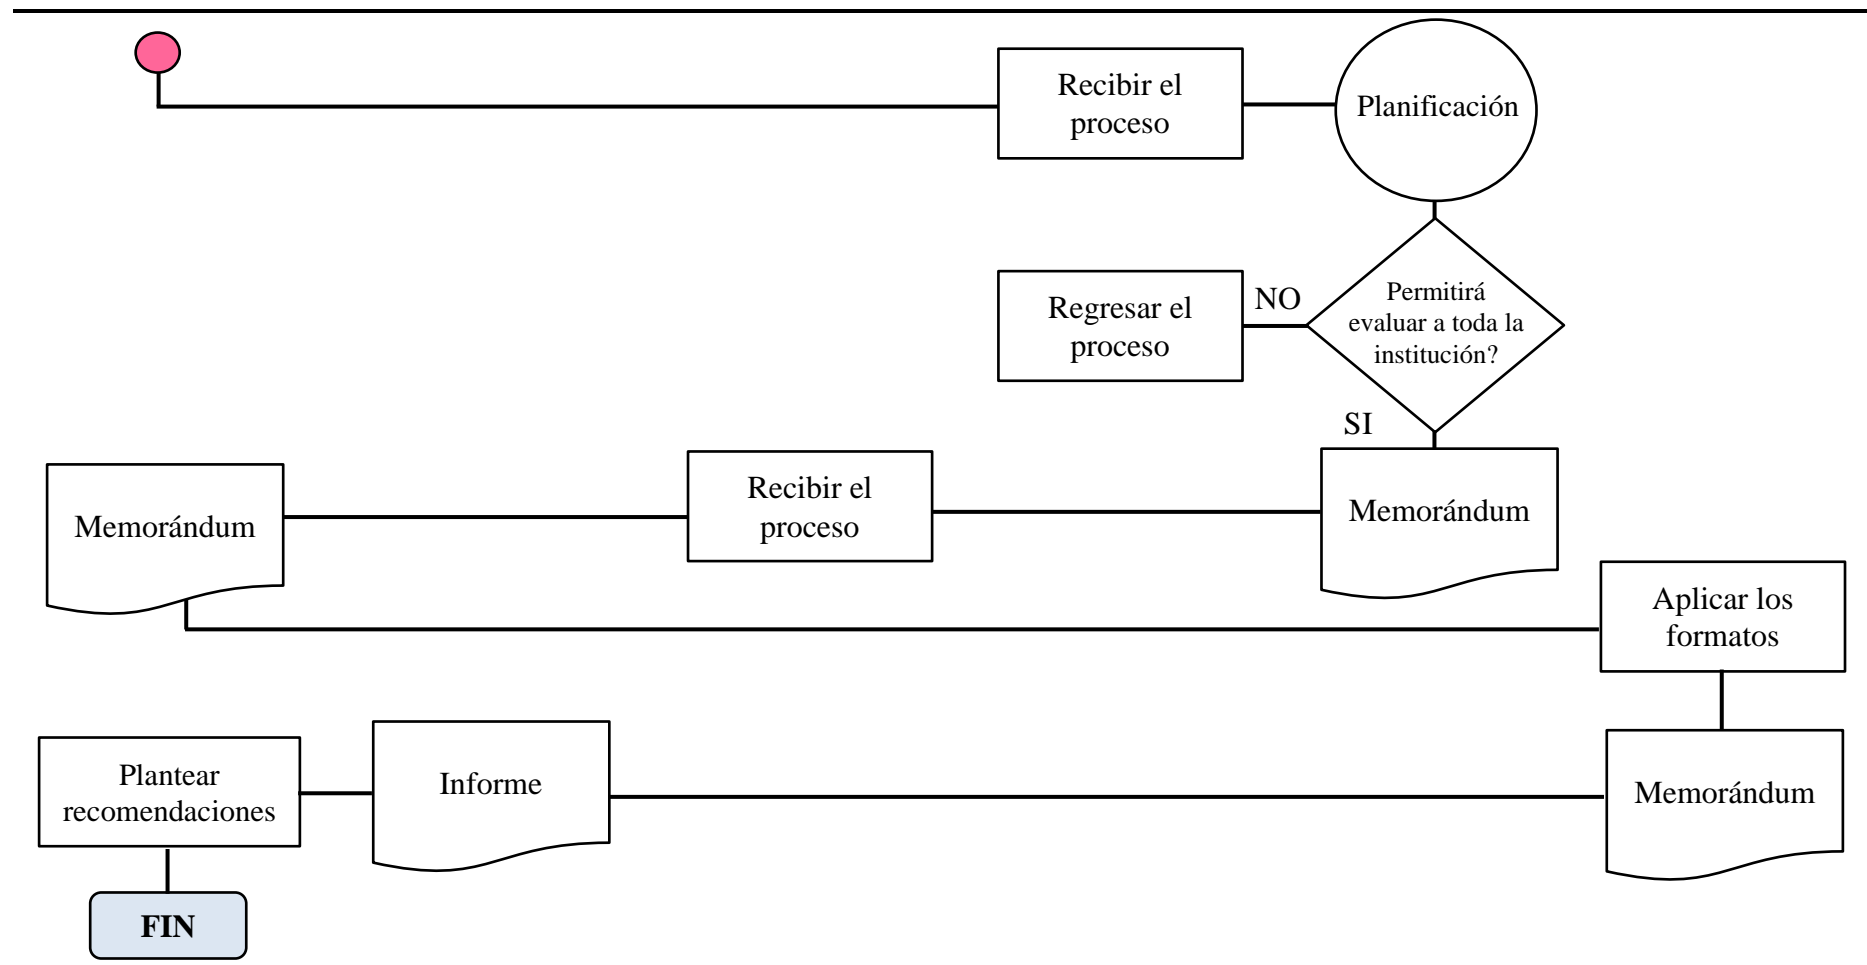 Recibir el
proceso
Planificación
Regresar el
proceso
NO
Permitirá
evaluar a toda la
institución?
SI
Memorándum
Recibir el
proceso
Memorándum
Aplicar los
formatos
Plantear
recomendaciones
Informe
Memorándum
FIN